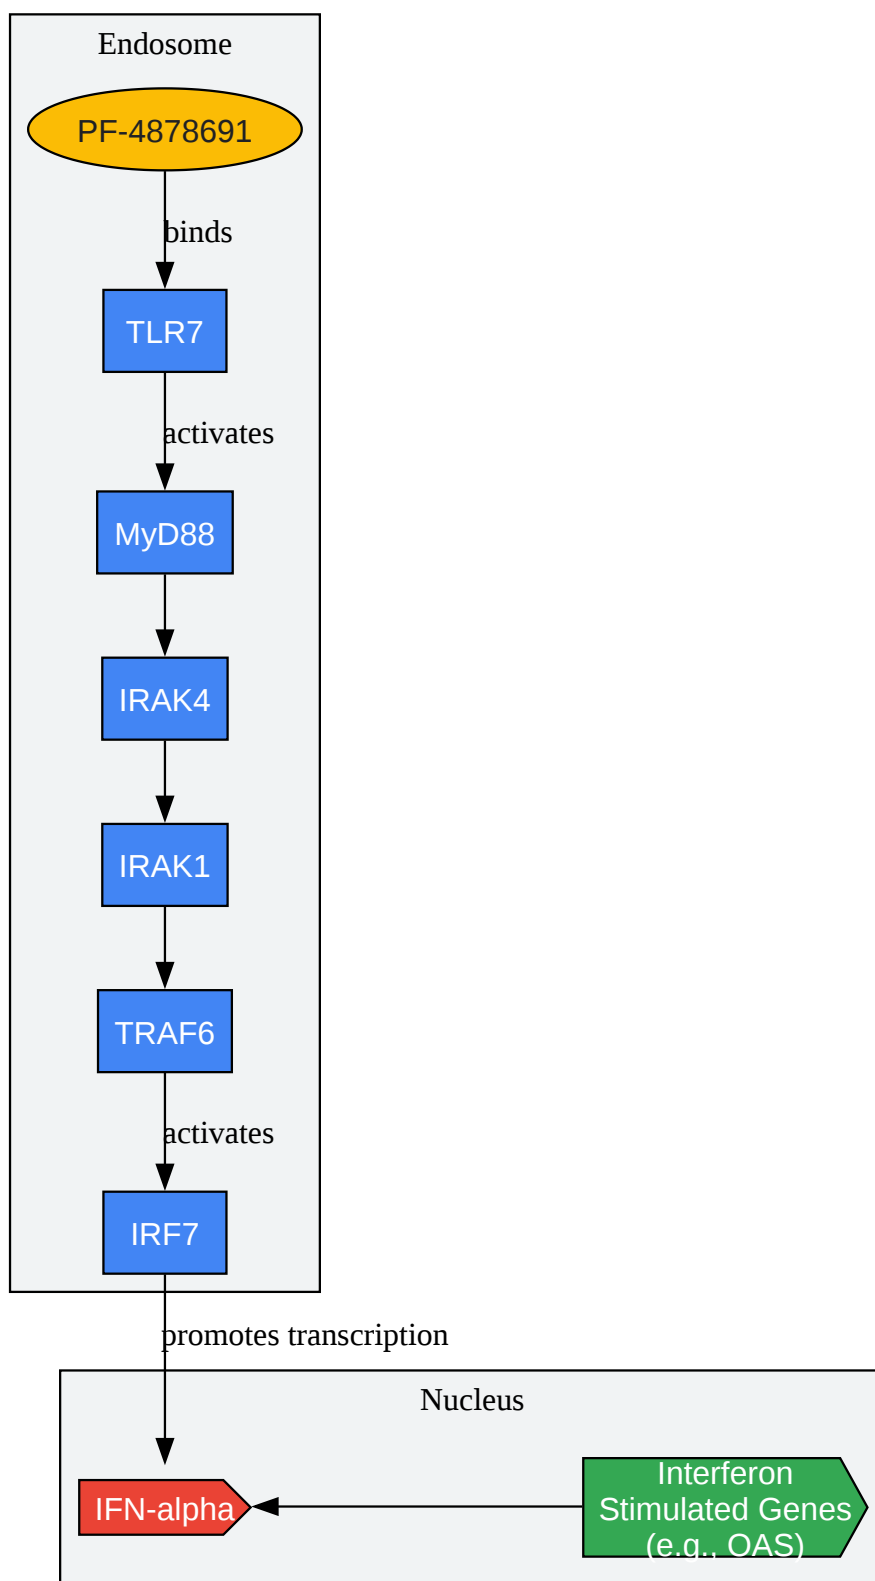 Endosome
PF-4878691
binds
TLR7
activates
MyD88
IRAK4
IRAK1
TRAF6
activates
IRF7
promotes transcription
Nucleus
IFN-alpha
Interferon
Stimulated Genes
(e.g., OAS)